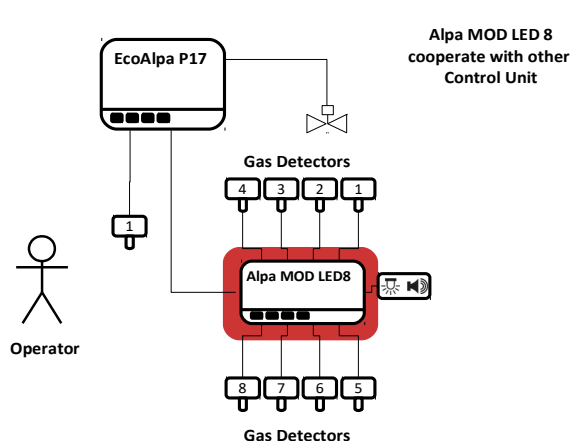 Alpa MOD LED 8
cooperate with other
Control Unit
EcoAlpa P17
Gas Detectors
4 3 2 1
1
Alpa MOD LED8
Operator
8 7 6 5
Gas Detectors